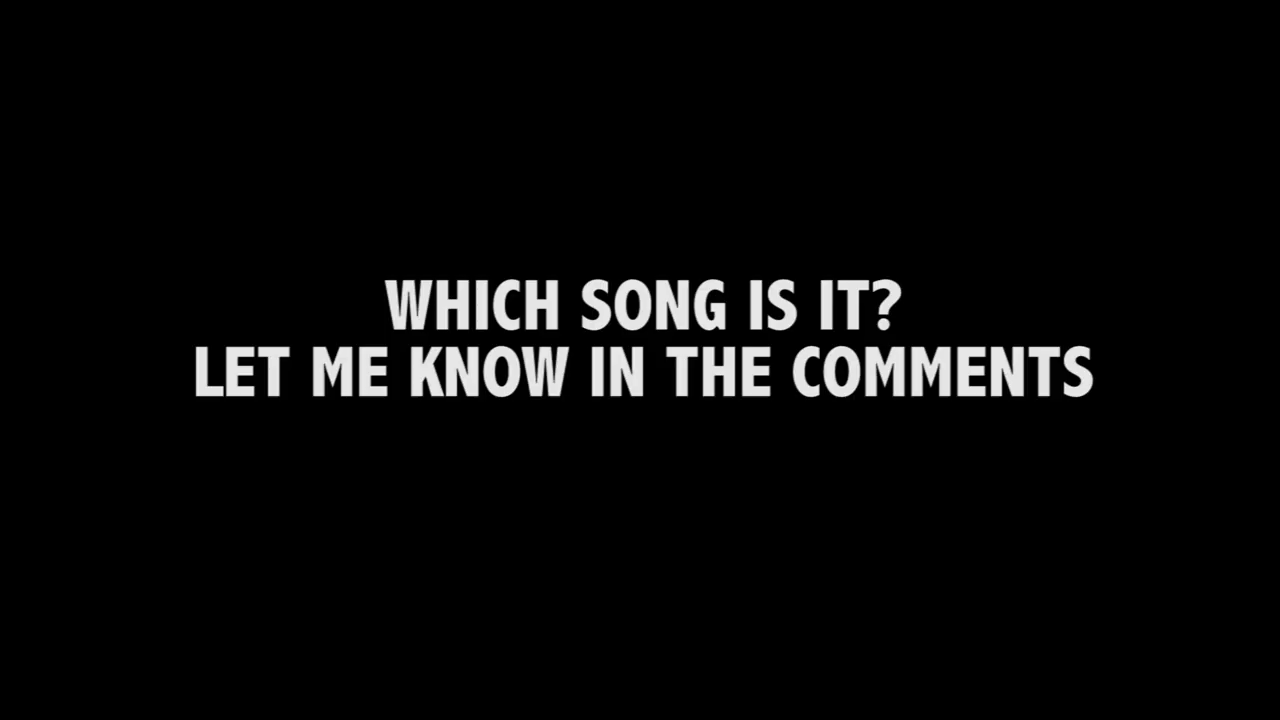 WHICH SONG IS IT?
LET ME KNOW IN THE COMMENTS